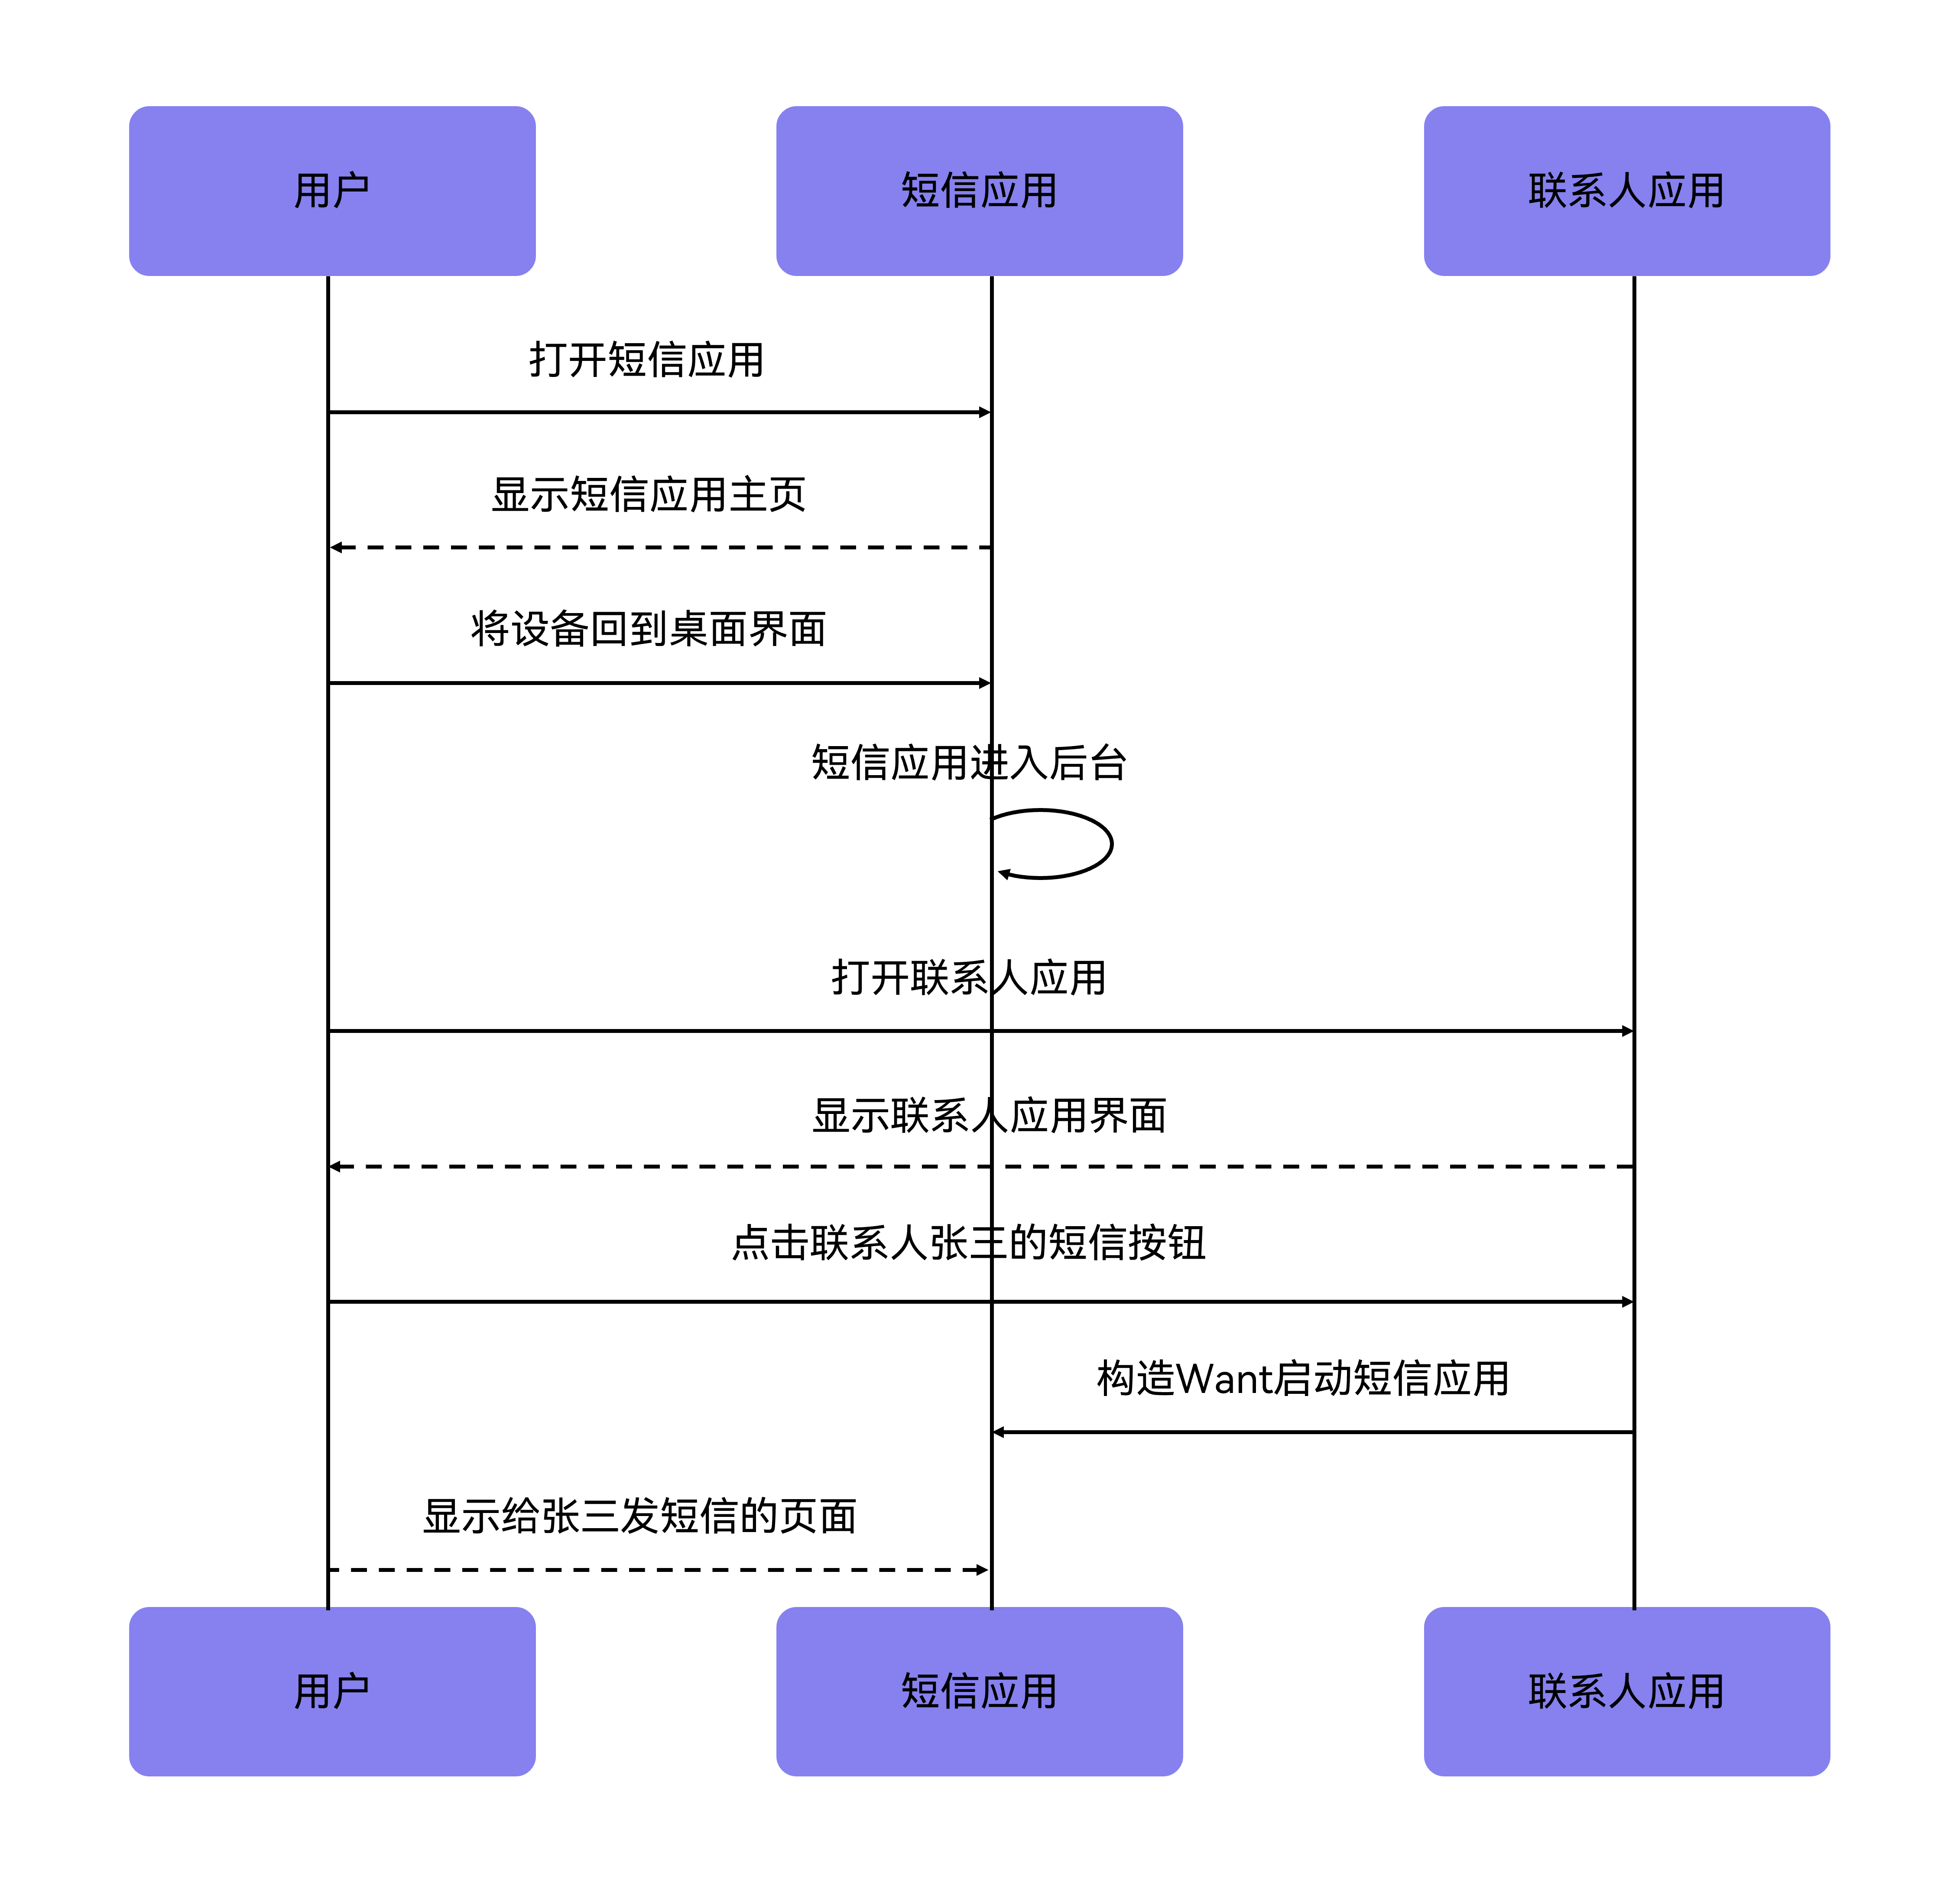 用户
短信应用
联系人应用
打开短信应用
显示短信应用主页
将设备回到桌面界面
短信应用进入后台
打开联系人应用
显示联系人应用界面
点击联系人张三的短信按钮
构造Want启动短信应用
显示给张三发短信的页面
用户
短信应用
联系人应用